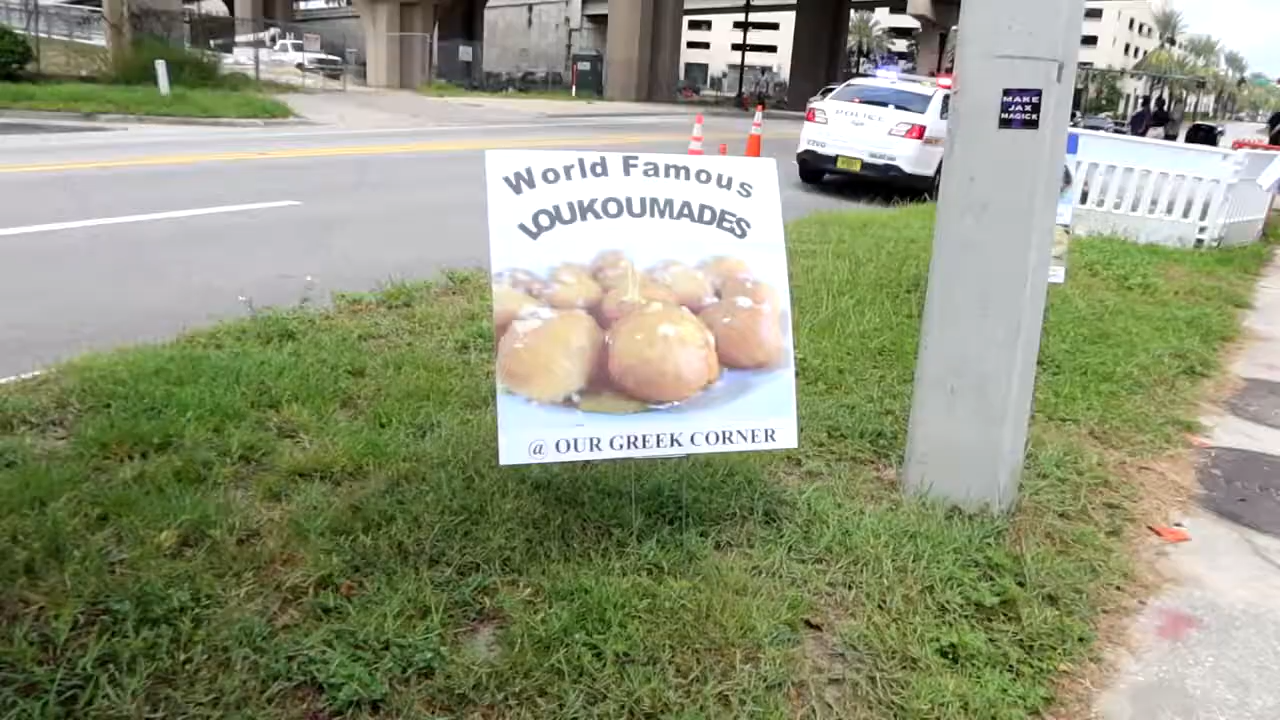 World Famous
LOUKOUMADES
@ OUR GREEK CORNER
POLICE
MAKE
JAX
MAGICK